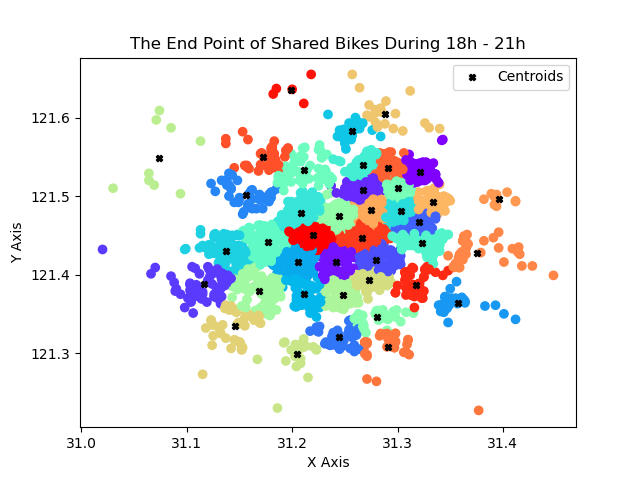 The End Point of Shared Bikes During 18h - 21h
Centroids
121.6
121.5
121.4
121.3
Y Axis
31.0 31.1 31.2 31.3 31.4
X Axis